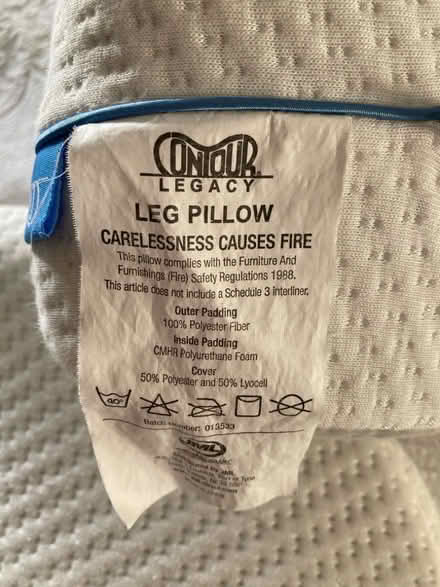 CONTOUR
LEGACY
LEG PILLOW
CARELESSNESS CAUSES FIRE
This pillow complies with the Furniture And
Furnishings (Fire) Safety Regulations 1988.
This article does not include a Schedule 3 interliner.
Outer Padding
100% Polyester Fiber
Inside Padding
CMHR Polyurethane Foam
Cover
50% Polyester and 50% Lyocell
40°
Batch Number: 013533
JML